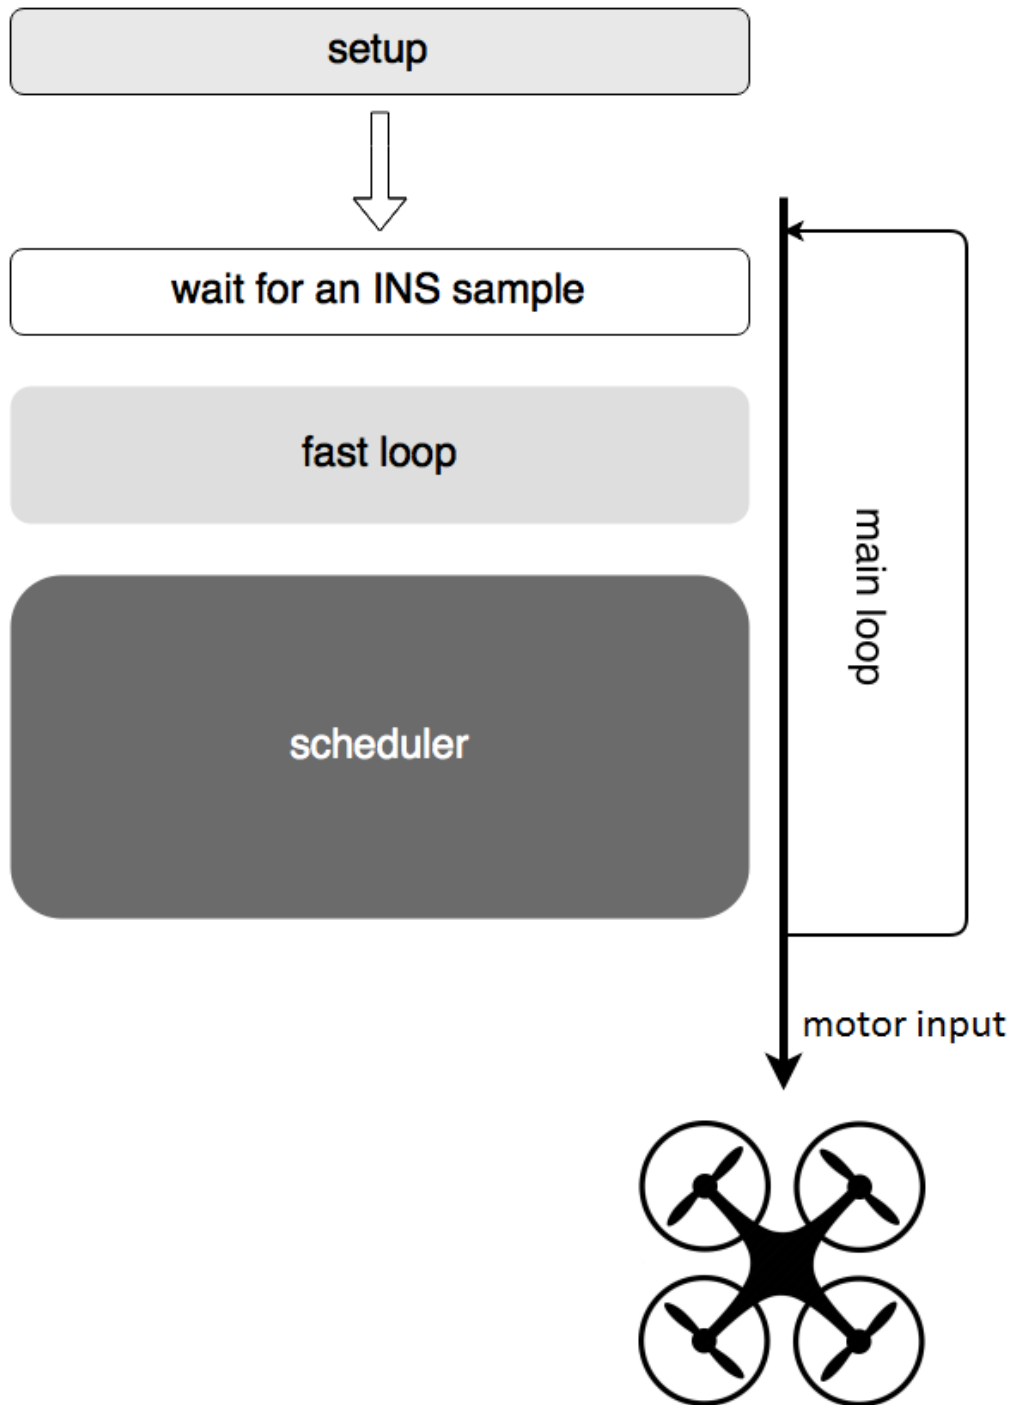 setup
wait for an INS sample
fast loop
main loop
scheduler
motor input